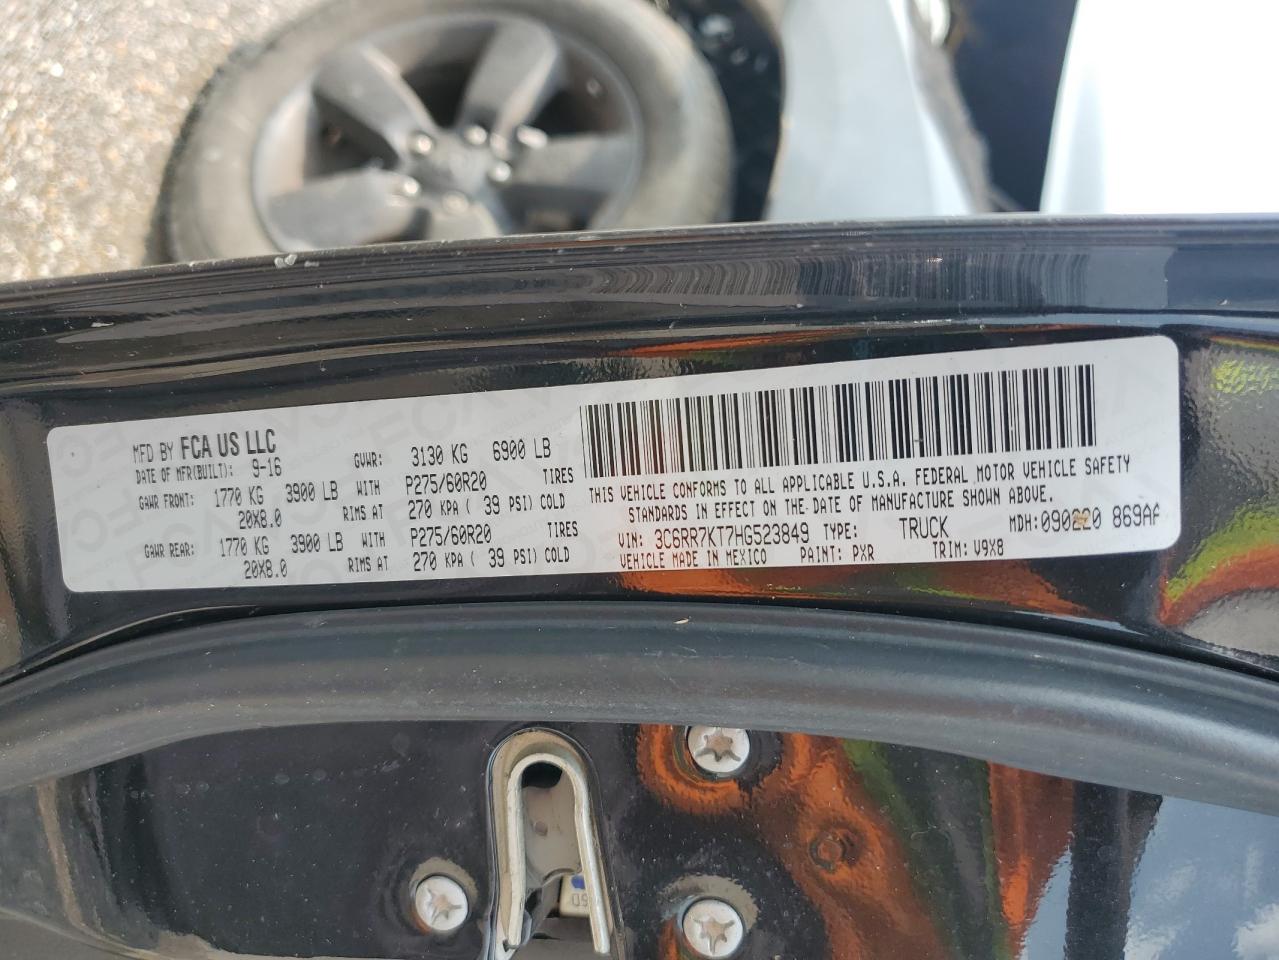 MFD BY FCA US LLC
DATE OF MFR(BUILT): 9-16 GVWR: 3130 KG 6900 LB
GAWR FRONT: 1770 KG 3900 LB WITH P275/60R20 TIRES
20X8.0 RIMS AT 270 KPA ( 39 PSI) COLD
GAWR REAR: 1770 KG 3900 LB WITH P275/60R20 TIRES
20X8.0 RIMS AT 270 KPA ( 39 PSI) COLD
THIS VEHICLE CONFORMS TO ALL APPLICABLE U.S.A. FEDERAL MOTOR VEHICLE SAFETY
STANDARDS IN EFFECT ON THE DATE OF MANUFACTURE SHOWN ABOVE.
VIN: 3C6RR7KT7HG523849 TYPE: TRUCK MDH:
VEHICLE MADE IN MEXICO PAINT: PXR TRIM: V9X8